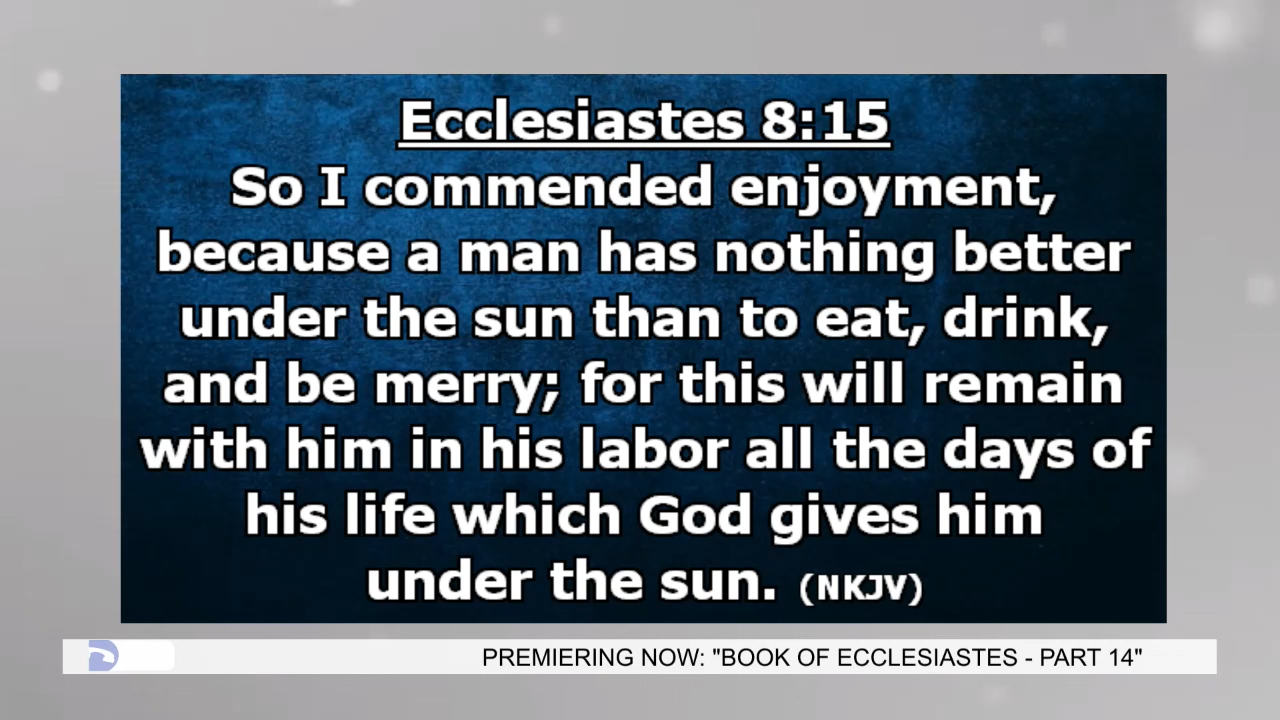 Ecclesiastes 8:15
So I commended enjoyment,
because a man has nothing better
under the sun than to eat, drink,
and be merry; for this will remain
with him in his labor all the days of
his life which God gives him
under the sun. (NKJV)
PREMIERING NOW: "BOOK OF ECCLESIASTES - PART 14"